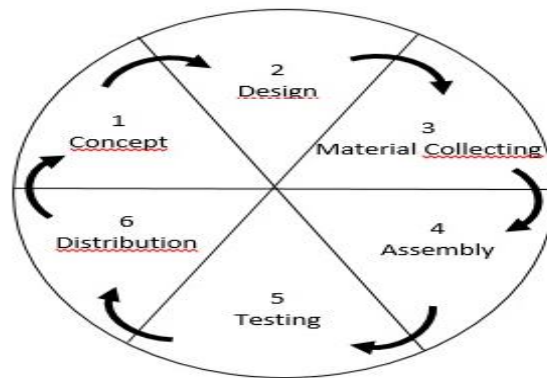 1
Concept
2
Design
3
Material Collecting
4
Assembly
5
Testing
6
Distribution